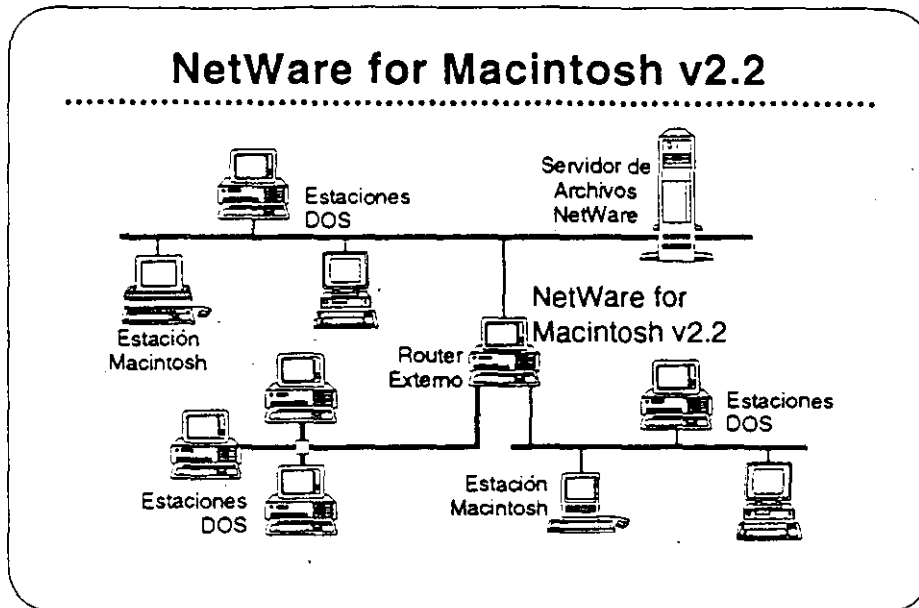 NetWare for Macintosh v2.2
Estaciones
DOS
Servidor de
Archivos
NetWare
Estación
Macintosh
NetWare for
Macintosh v2.2
Router
Externo
Estaciones
DOS
Estaciones
DOS
Estación
Macintosh